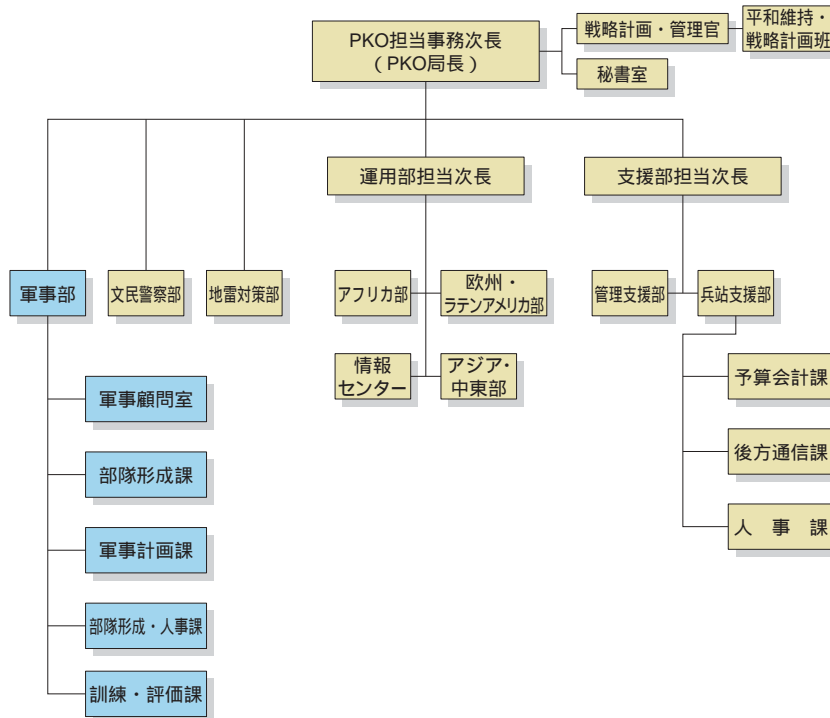 PKO担当事務次長
( PKO局長 )
戦略計画・管理官
平和維持・
戦略計画班
秘書室
運用部担当次長
支援部担当次長
軍事部
文民警察部
地雷対策部
アフリカ部
欧州・
ラテンアメリカ部
管理支援部
兵站支援部
情報
センター
アジア・
中東部
軍事顧問室
予算会計課
部隊形成課
後方通信課
軍事計画課
人 事 課
部隊形成・人事課
訓練・評価課